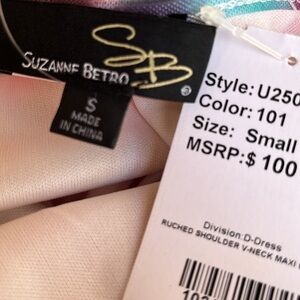 SB
SUZANNE BETRO
S
MADE
IN CHINA
Style: U250
Color: 101
Size: Small
MSRP:$ 100
Division:D-Dress
RUCHED SHOULDER V-NECK MAXI